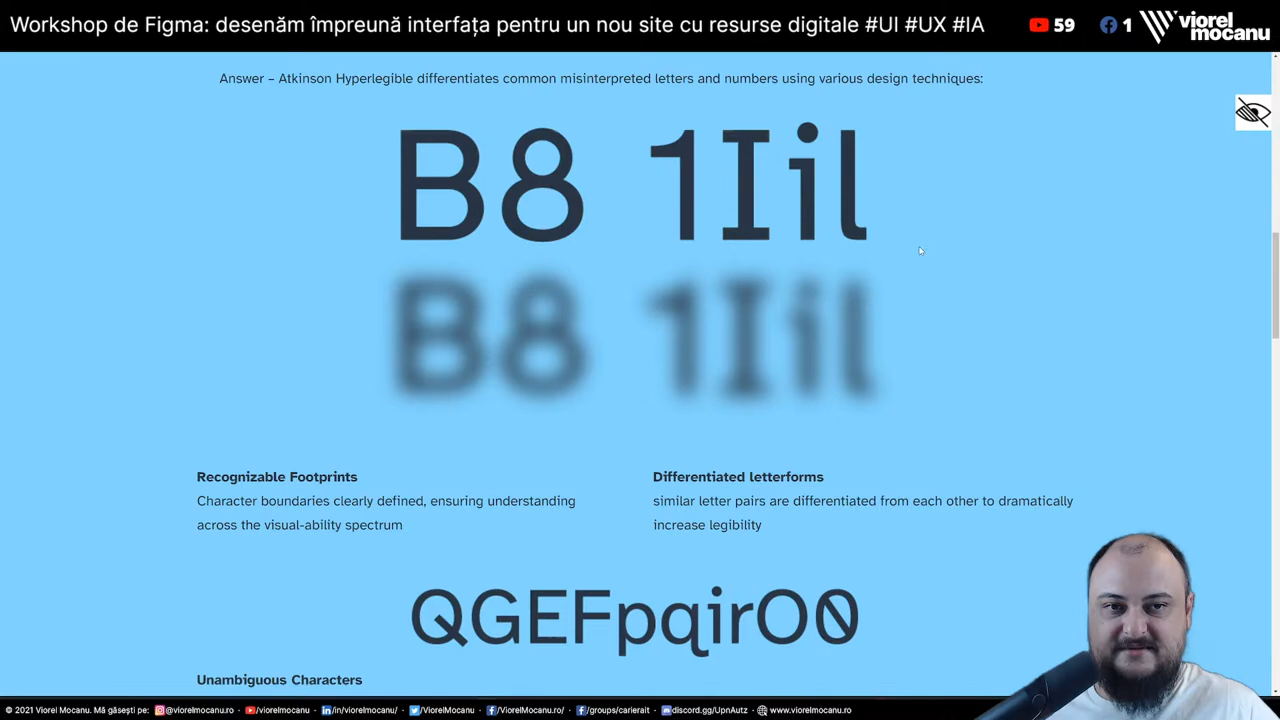 Workshop de Figma: desenăm împreună interfața pentru un nou site cu resurse digitale #UI #UX #IA
59
1
viorel
mocanu
Answer – Atkinson Hyperlegible differentiates common misinterpreted letters and numbers using various design techniques:
B8 1Iil
B8 1Iil
Recognizable Footprints
Character boundaries clearly defined, ensuring understanding
across the visual-ability spectrum
Differentiated letterforms
similar letter pairs are differentiated from each other to dramatically
increase legibility
QGEFpqirO0
Unambiguous Characters
© 2021 Viorel Mocanu. Mă găsești pe: @viorelmocanu.ro · /viorelmocanu · /in/viorelmocanu/ · /ViorelMocanu · /ViorelMocanu.ro/ · /groups/carierait · discord.gg/UpnAutz · www.viorelmocanu.ro